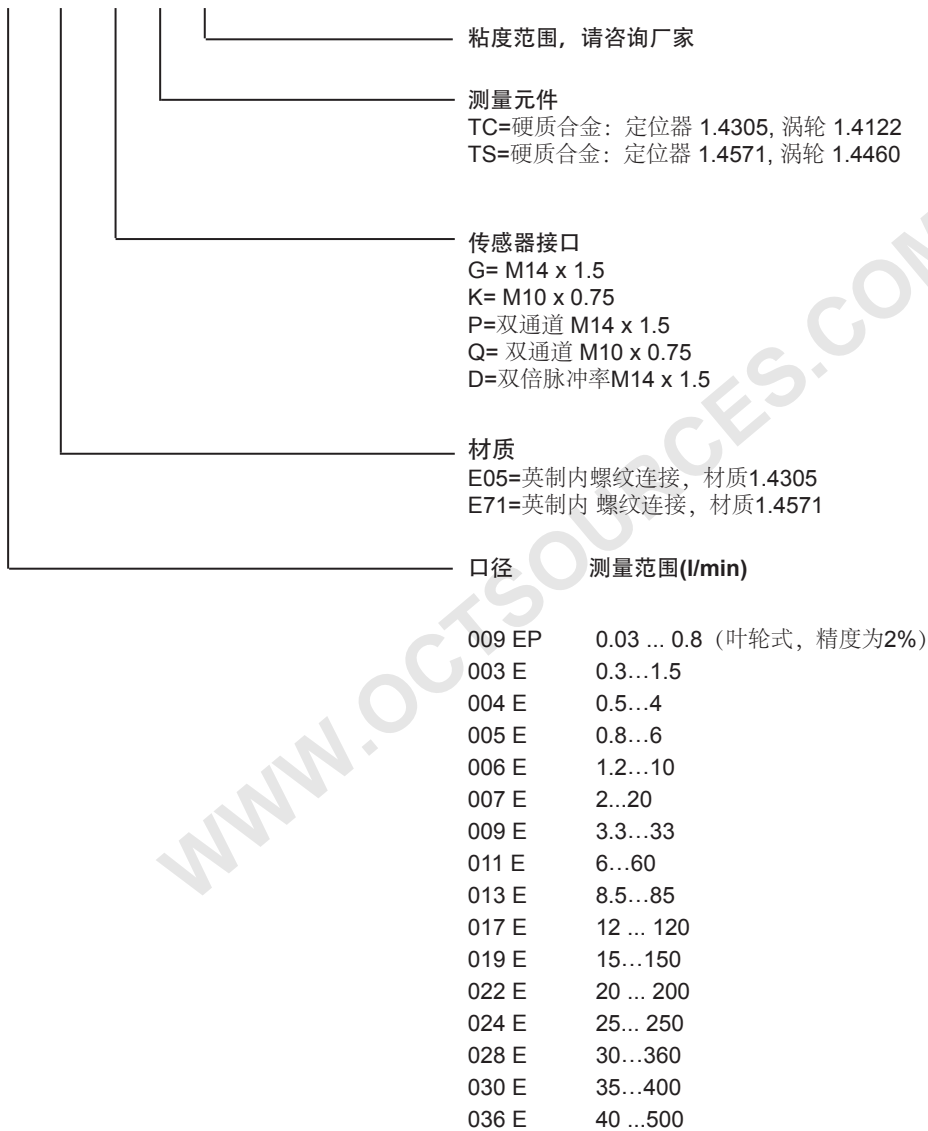 粘度范围，请咨询厂家
测量元件
TC=硬质合金：定位器 1.4305, 涡轮 1.4122
TS=硬质合金：定位器 1.4571, 涡轮 1.4460
传感器接口
G= M14 x 1.5
K= M10 x 0.75
P=双通道 M14 x 1.5
Q= 双通道 M10 x 0.75
D=双倍脉冲率M14 x 1.5
材质
E05=英制内螺纹连接，材质1.4305
E71=英制内 螺纹连接，材质1.4571
口径 测量范围(l/min)
009 EP 0.03 ... 0.8（叶轮式，精度为2%）
003 E 0.3…1.5
004 E 0.5…4
005 E 0.8…6
006 E 1.2…10
007 E 2...20
009 E 3.3…33
011 E 6…60
013 E 8.5…85
017 E 12 ... 120
019 E 15…150
022 E 20 ... 200
024 E 25... 250
028 E 30…360
030 E 35…400
036 E 40 ...500
WWW.OCTSOURCES.COM